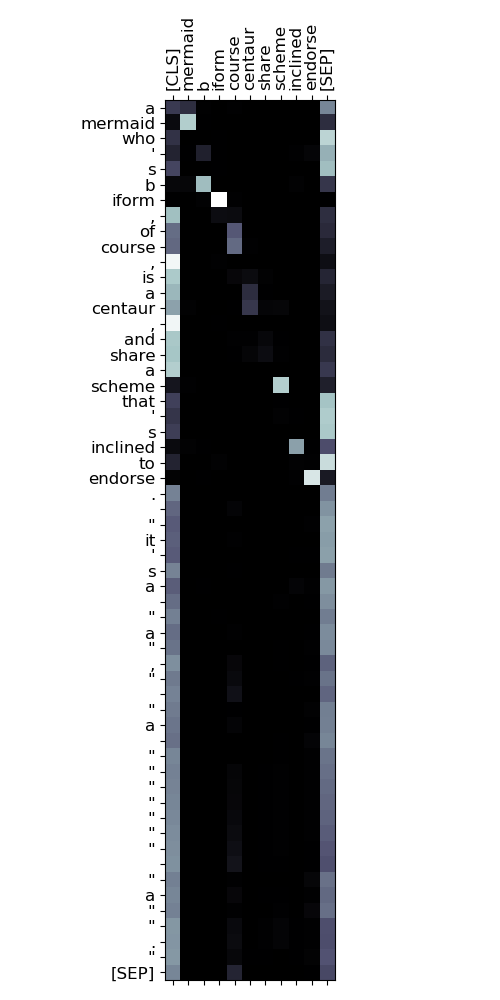 [CLS]
mermaid
b
iform
course
centaur
share
scheme
inclined
endorse
[SEP]
a
mermaid
who
'
s
b
iform
,
of
course
,
is
a
centaur
,
and
share
a
scheme
that
'
s
inclined
to
endorse
.
"
it
'
s
a
"
a
"
,
"
"
a
"
"
"
"
"
"
"
"
a
"
"
.
"
[SEP]